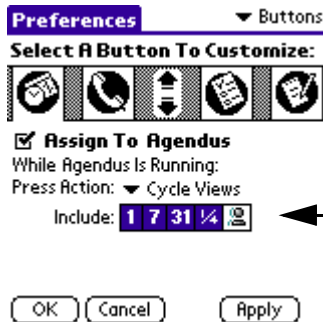 Preferences ▼ Buttons
Select A Button To Customize:
Assign To Agendus
While Agendus Is Running:
Press Action: ▼ Cycle Views
Include: 1 7 31 ¼
OK Cancel Apply